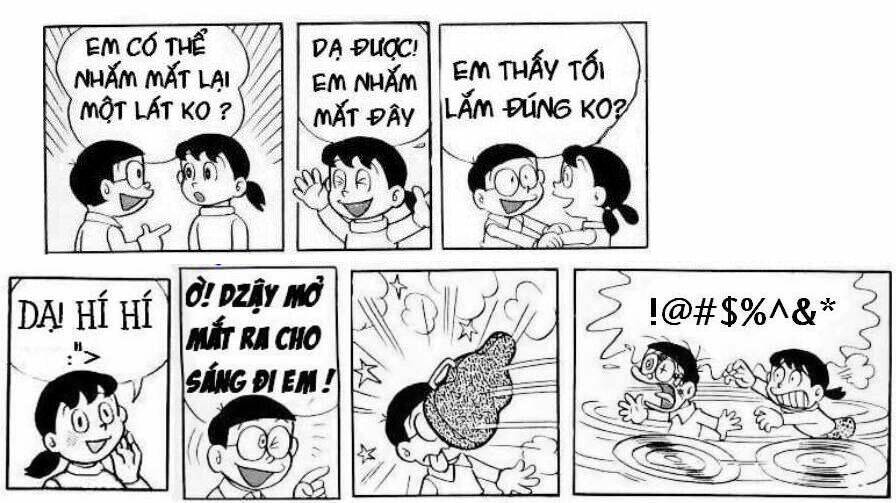 EM CÓ THỂ
NHẮM MẮT LẠI
MỘT LÁT KO ?
DẠ ĐƯỢC!
EM NHẮM
MẮT ĐÂY
EM THẤY TỐI
LẮM ĐÚNG KO?
DẠ! HÍ HÍ
:">
Ờ! DZẬY MỞ
MẮT RA CHO
SÁNG ĐI EM !
!@#$%^&*